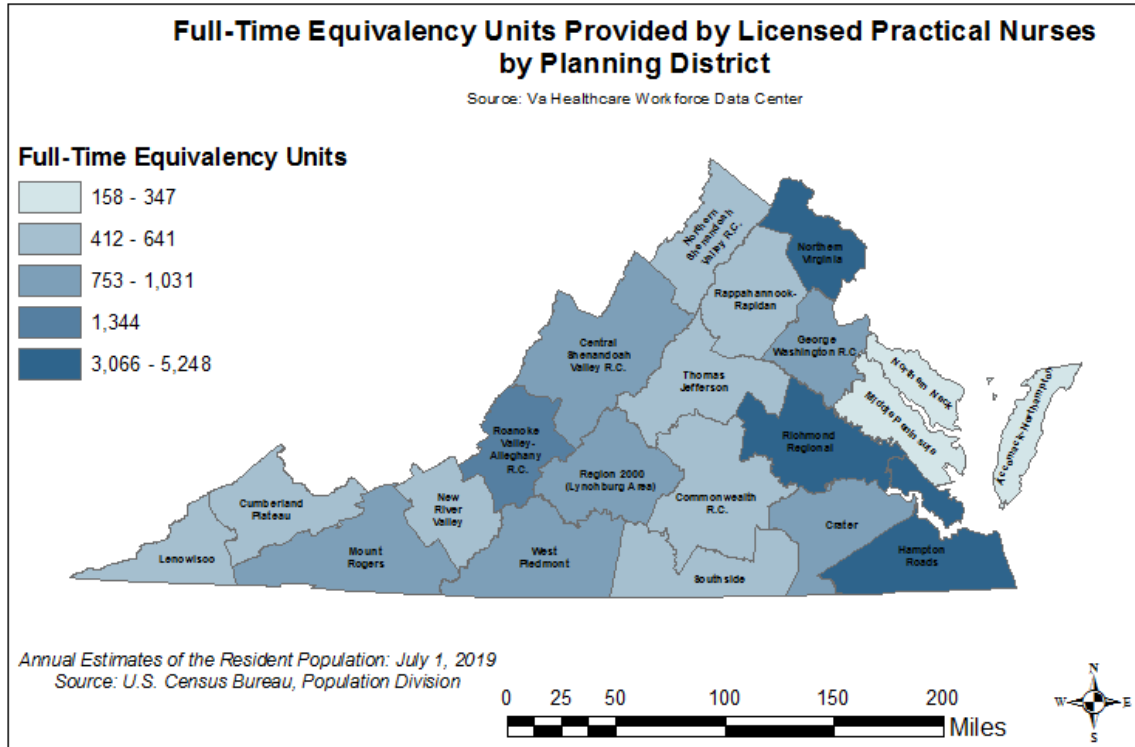 Full-Time Equivalency Units Provided by Licensed Practical Nurses
by Planning District
Source: Va Healthcare Workforce Data Center
Full-Time Equivalency Units
158 - 347
412 - 641
753 - 1,031
1,344
3,066 - 5,248
Northern
Shenandoah
Valley R.C.
Northern
Virginia
Rappahannock-
Rapidan
Central
Shenandoah
Valley R.C.
George
Washington R.C.
Thomas
Jefferson
Northern Neck
Middle Peninsula
Accomack-Northampton
Roanoke
Valley-
Alleghany
R.C.
Richmond
Regional
Region 2000
(Lynchburg Area)
Commonwealth
R.C.
Cumberland
Plateau
New
River
Valley
Crater
Lenowisco
Mount
Rogers
West
Piedmont
Southside
Hampton
Roads
Annual Estimates of the Resident Population: July 1, 2019
Source: U.S. Census Bureau, Population Division
0 25 50 100 150 200
Miles
N
W E
S